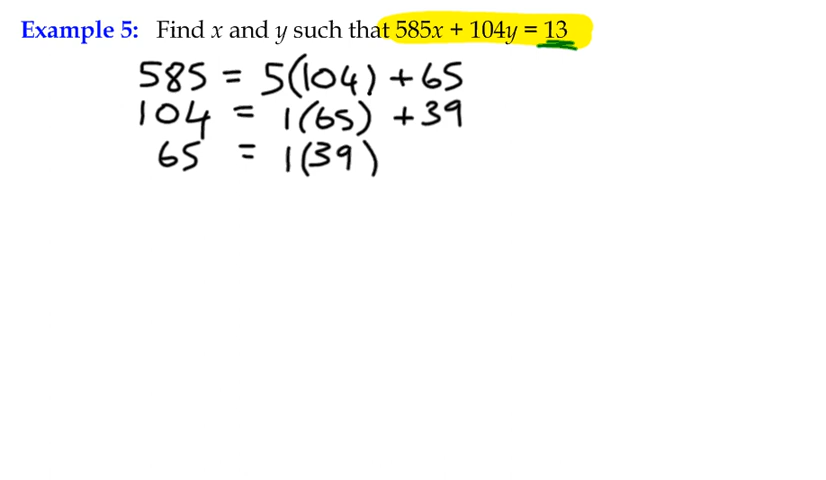 Example 5: Find x and y such that 585x + 104y = 13
585 = 5(104) + 65
104 = 1(65) + 39
65 = 1(39)